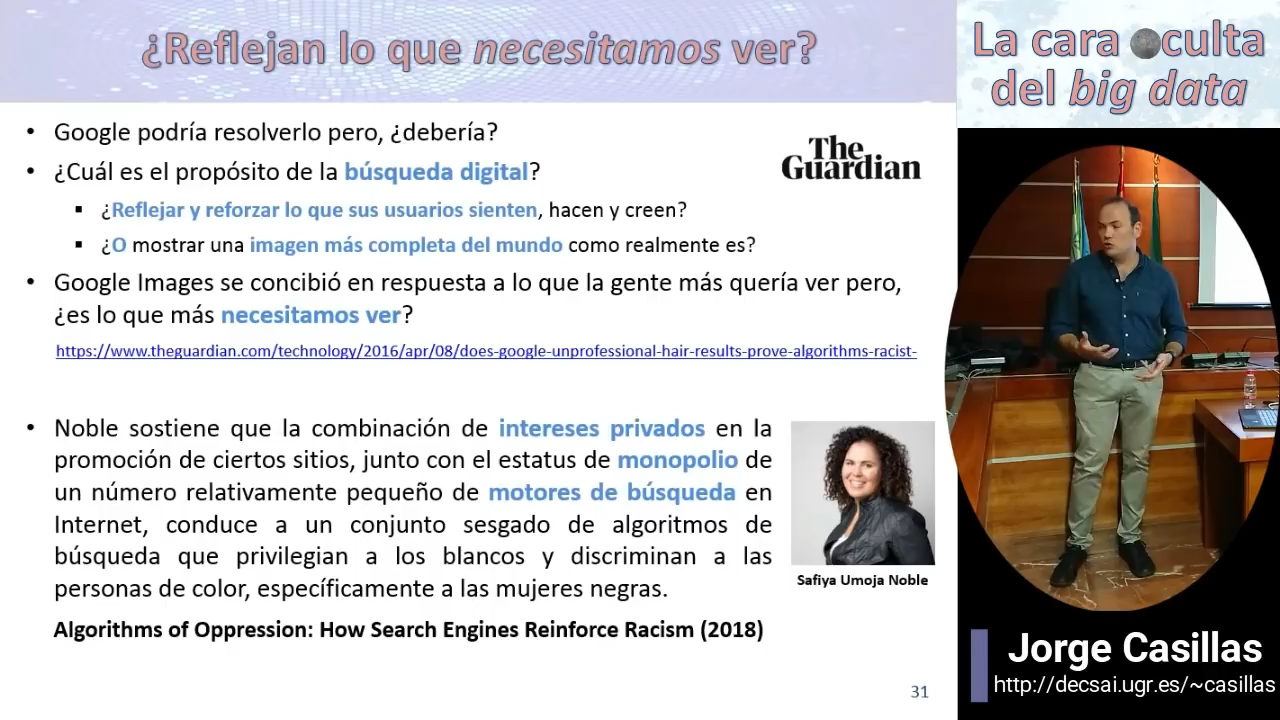 ¿Reflejan lo que necesitamos ver?
• Google podría resolverlo pero, ¿debería?
• ¿Cuál es el propósito de la búsqueda digital?
▪ ¿Reflejar y reforzar lo que sus usuarios sienten, hacen y creen?
▪ ¿O mostrar una imagen más completa del mundo como realmente es?
• Google Images se concibió en respuesta a lo que la gente más quería ver pero,
¿es lo que más necesitamos ver?
https://www.theguardian.com/technology/2016/apr/08/does-google-unprofessional-hair-results-prove-algorithms-racist-
The
Guardian
• Noble sostiene que la combinación de intereses privados en la
promoción de ciertos sitios, junto con el estatus de monopolio de
un número relativamente pequeño de motores de búsqueda en
Internet, conduce a un conjunto sesgado de algoritmos de
búsqueda que privilegian a los blancos y discriminan a las
personas de color, específicamente a las mujeres negras.
Algorithms of Oppression: How Search Engines Reinforce Racism (2018)
Safiya Umoja Noble
31
La cara culta
del big data
Jorge Casillas
http://decsai.ugr.es/~casillas